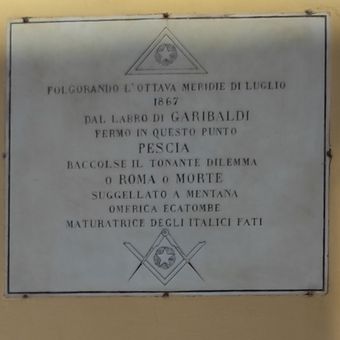 FOLGORANDO L'OTTAVA MERIDIE DI LUGLIO
1867
DAL LABRO DI GARIBALDI
FERMO IN QUESTO PUNTO
PESCIA
RACCOLSE IL TONANTE DILEMMA
O ROMA O MORTE
SUGGELLATO A MENTANA
OMERICA ECATOMBE
MATURATRICE DEGLI ITALICI FATI